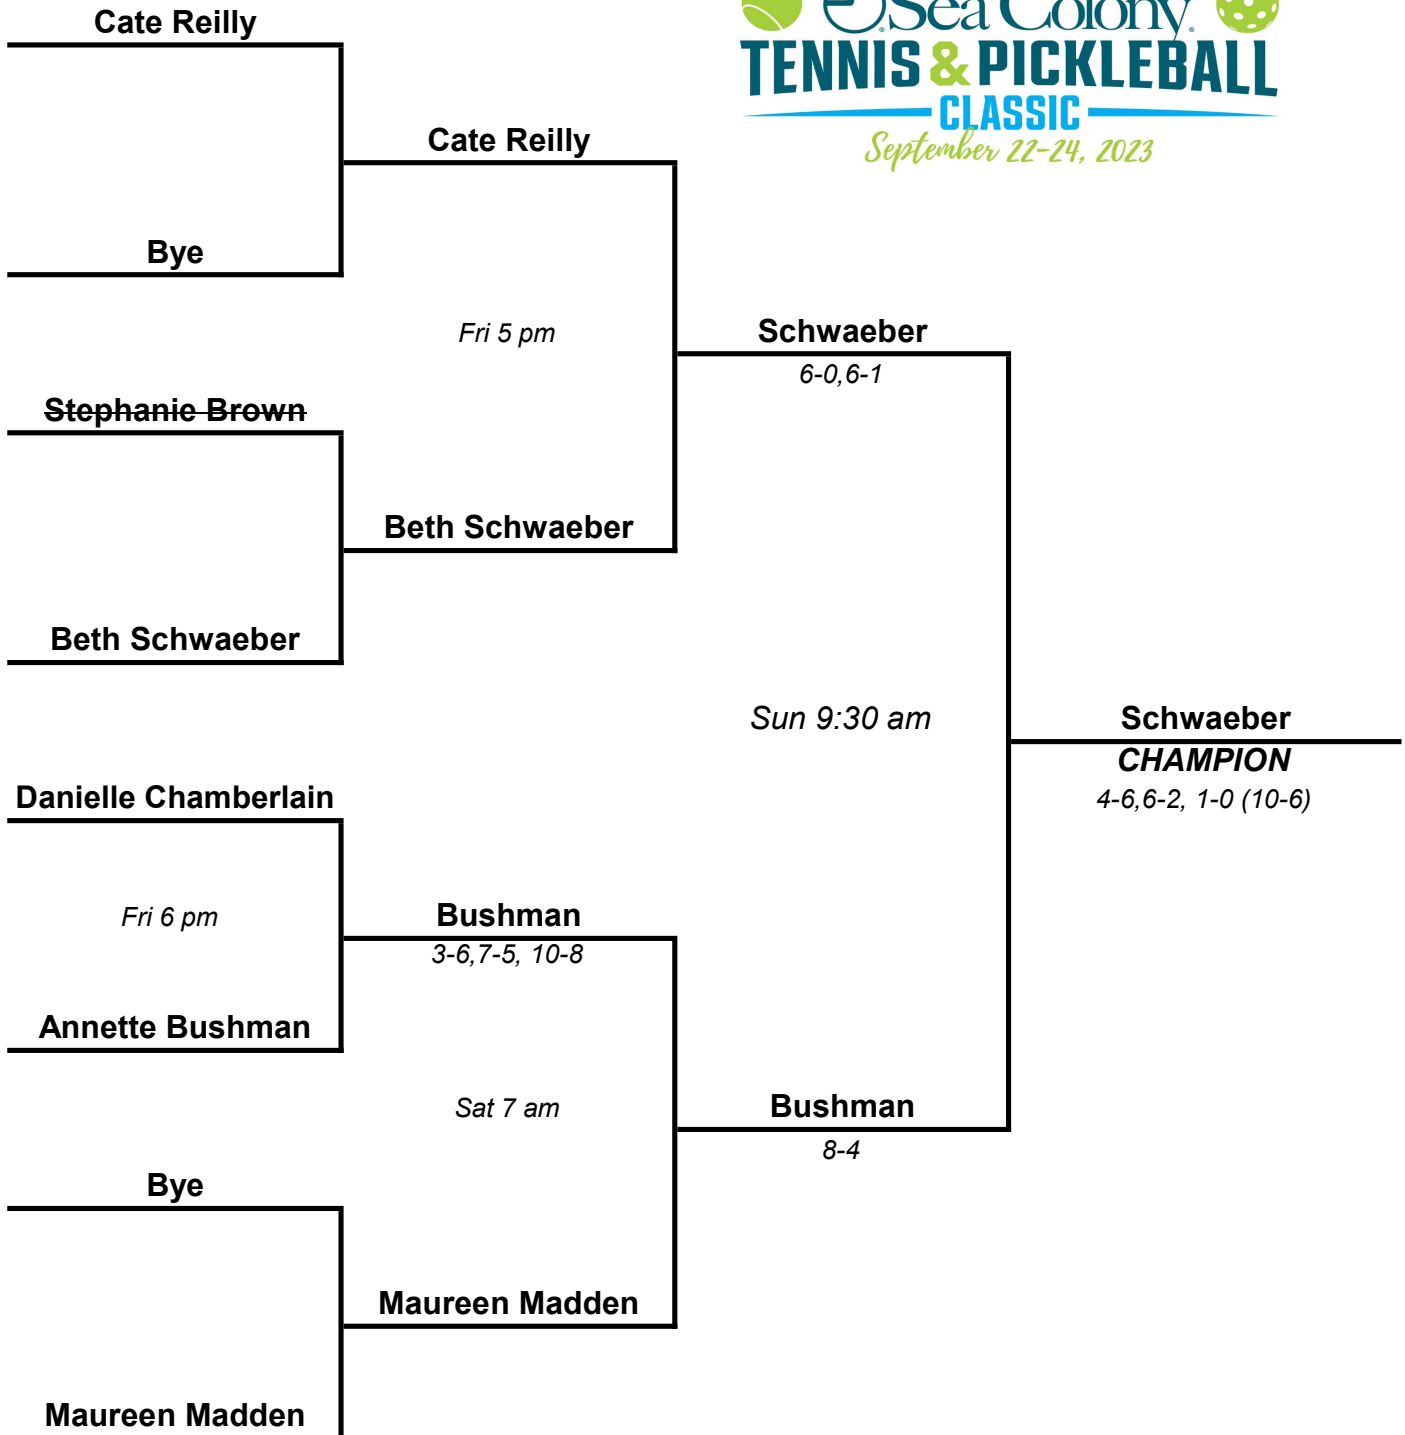 Cate Reilly
Sea Colony
TENNIS & PICKLEBALL
CLASSIC
September 22-24, 2023
Cate Reilly
Bye
Fri 5 pm
Schwaeber
6-0,6-1
Stephanie Brown
Beth Schwaeber
Beth Schwaeber
Sun 9:30 am
Schwaeber
CHAMPION
4-6,6-2, 1-0 (10-6)
Danielle Chamberlain
Fri 6 pm
Bushman
3-6,7-5, 10-8
Annette Bushman
Sat 7 am
Bushman
8-4
Bye
Maureen Madden
Maureen Madden